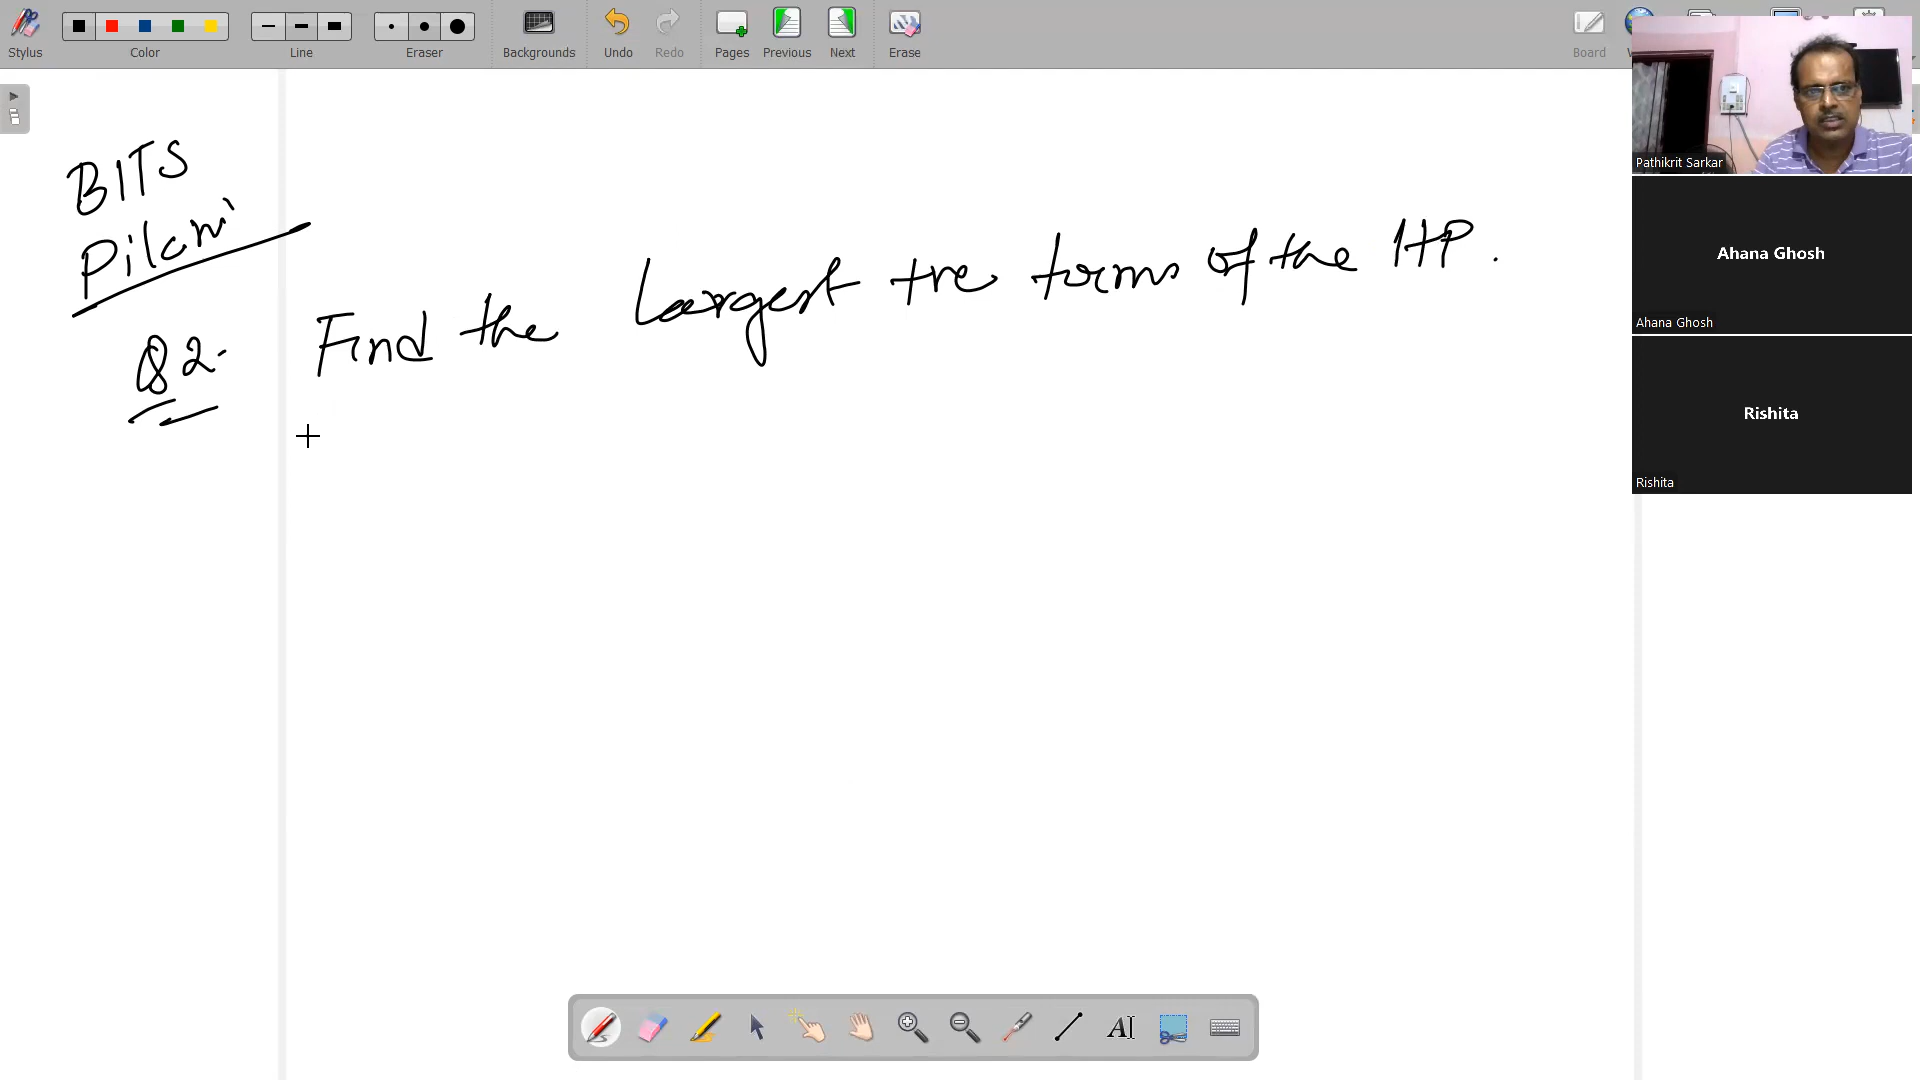 Stylus
Color
Line
Eraser
Backgrounds
Undo
Redo
Pages
Previous
Next
Erase
Board
BITS
Pilani
Q2.
Find the largest +ve terms of the HP.
Pathikrit Sarkar
Ahana Ghosh
Ahana Ghosh
Rishita
Rishita